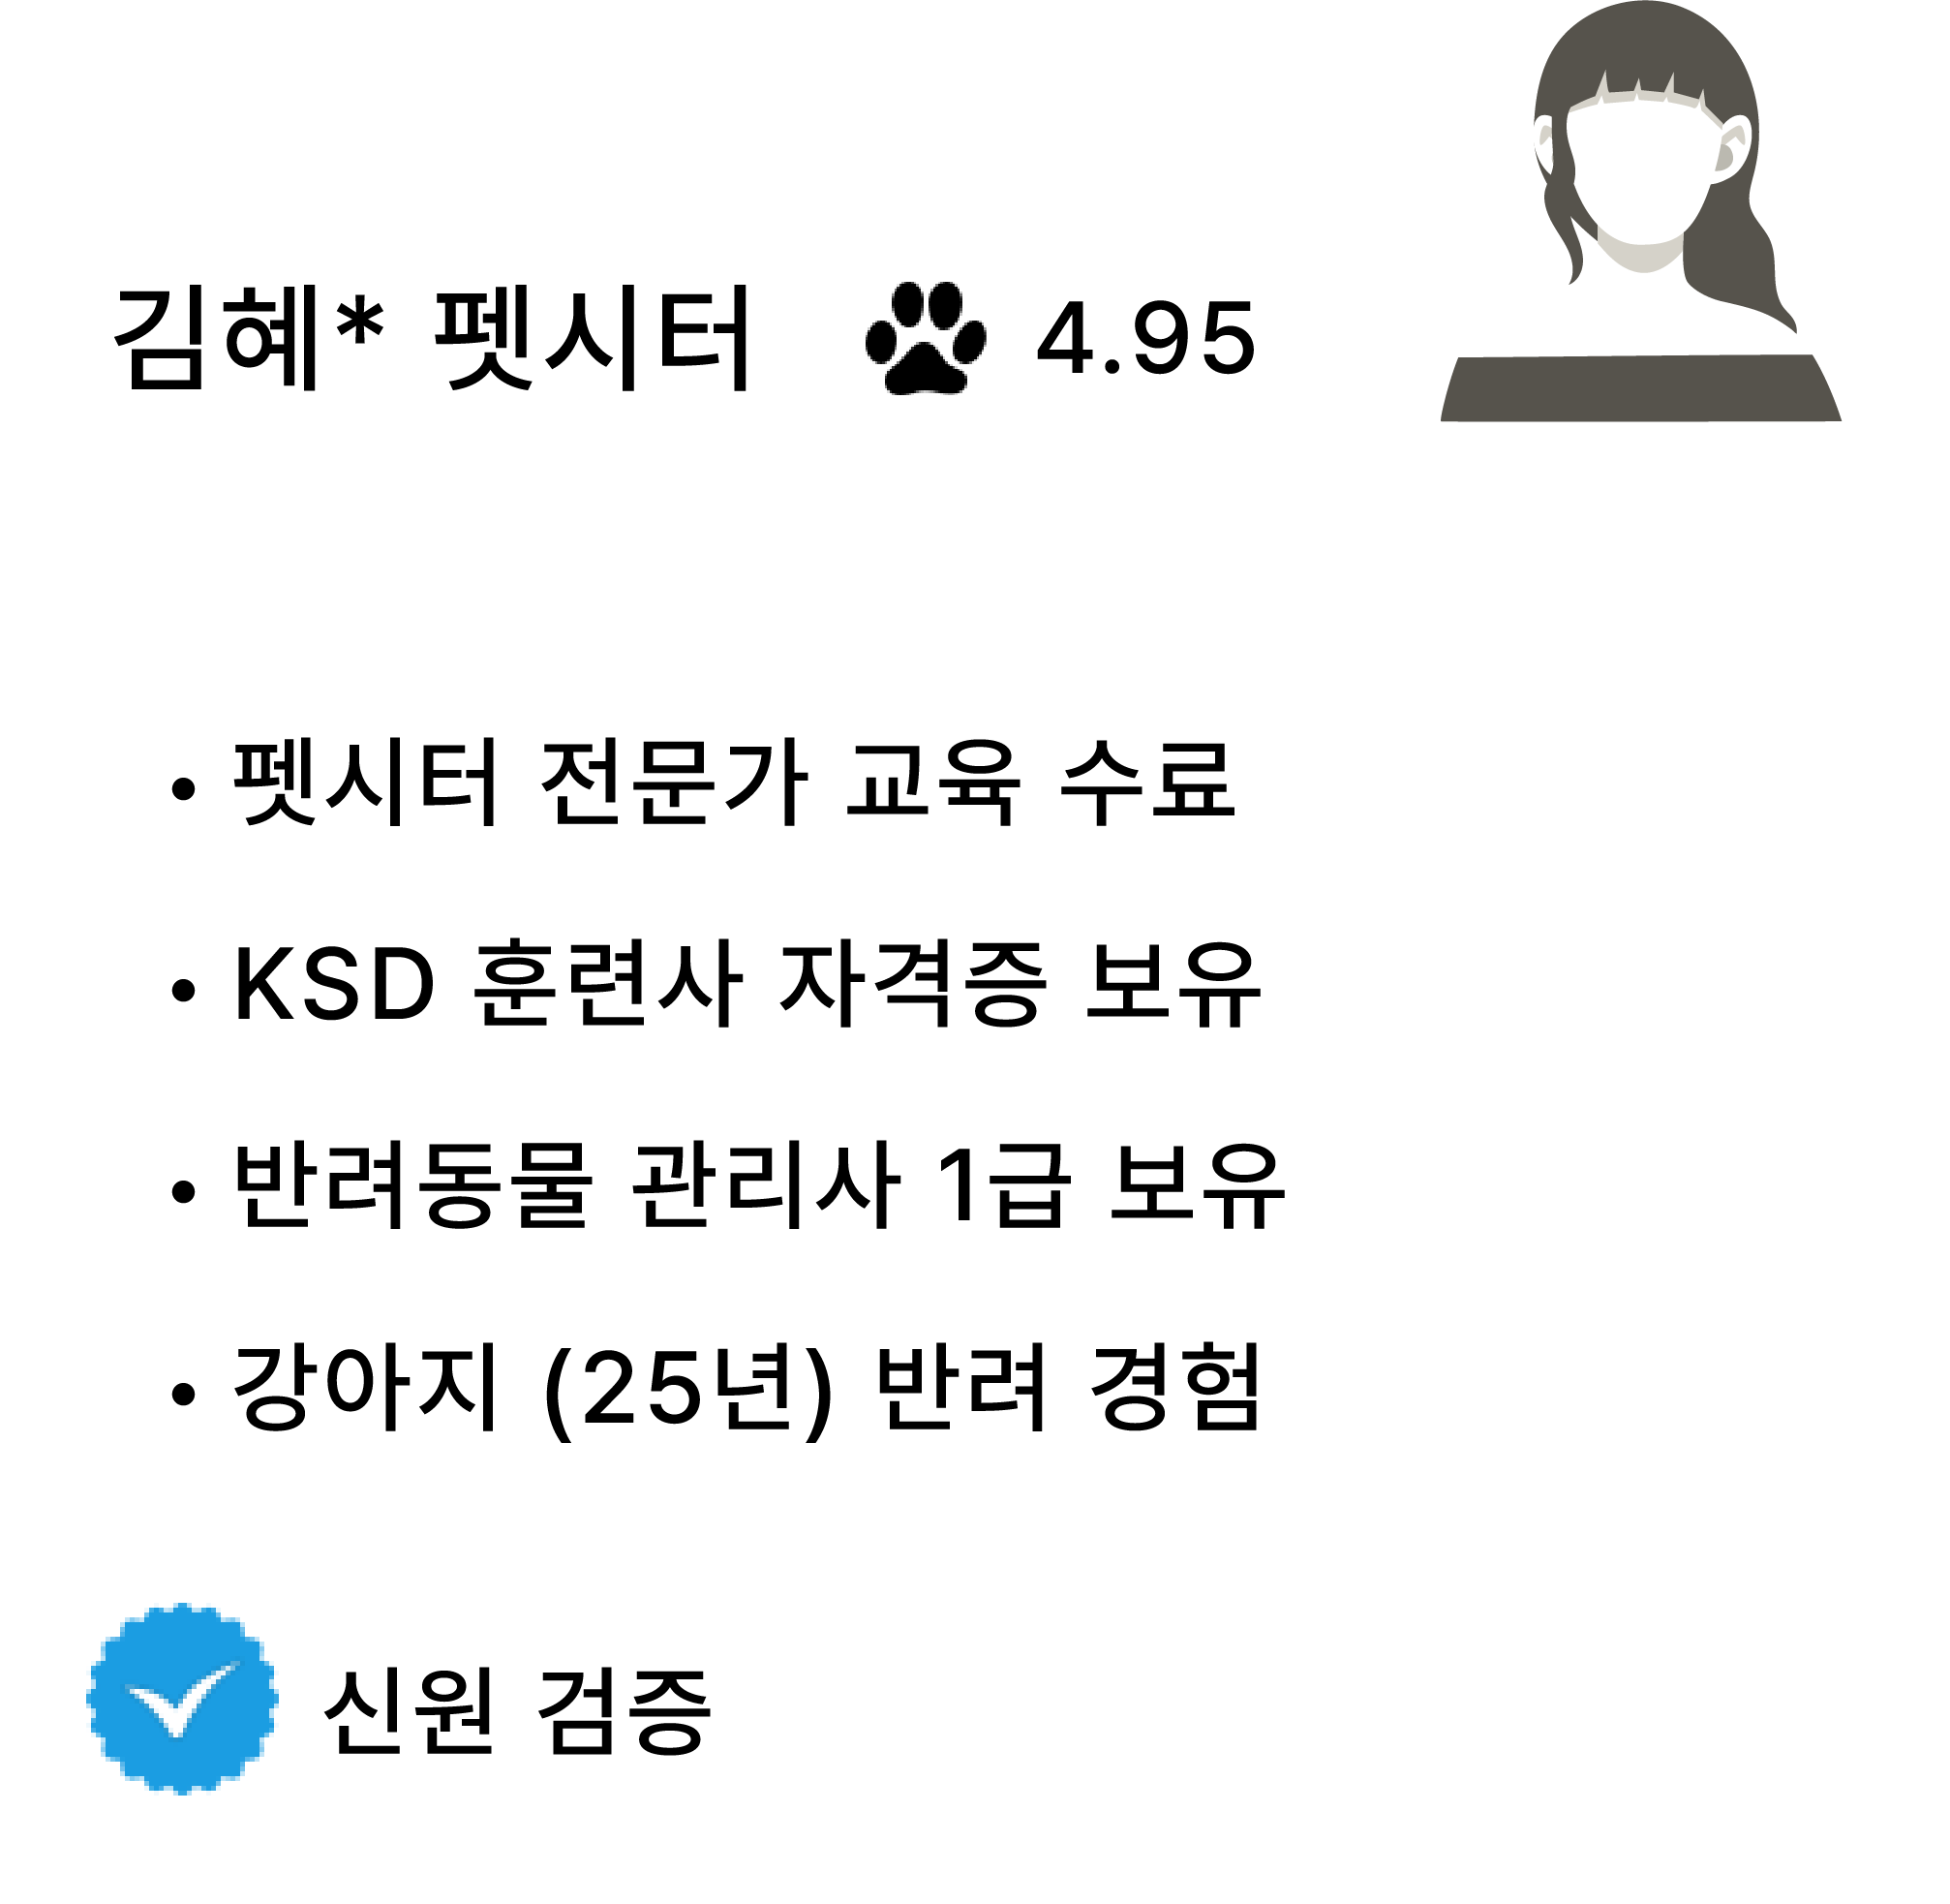 김혜* 펫시터 4.95
• 펫시터 전문가 교육 수료
• KSD 훈련사 자격증 보유
• 반려동물 관리사 1급 보유
• 강아지 (25년) 반려 경험
신원 검증